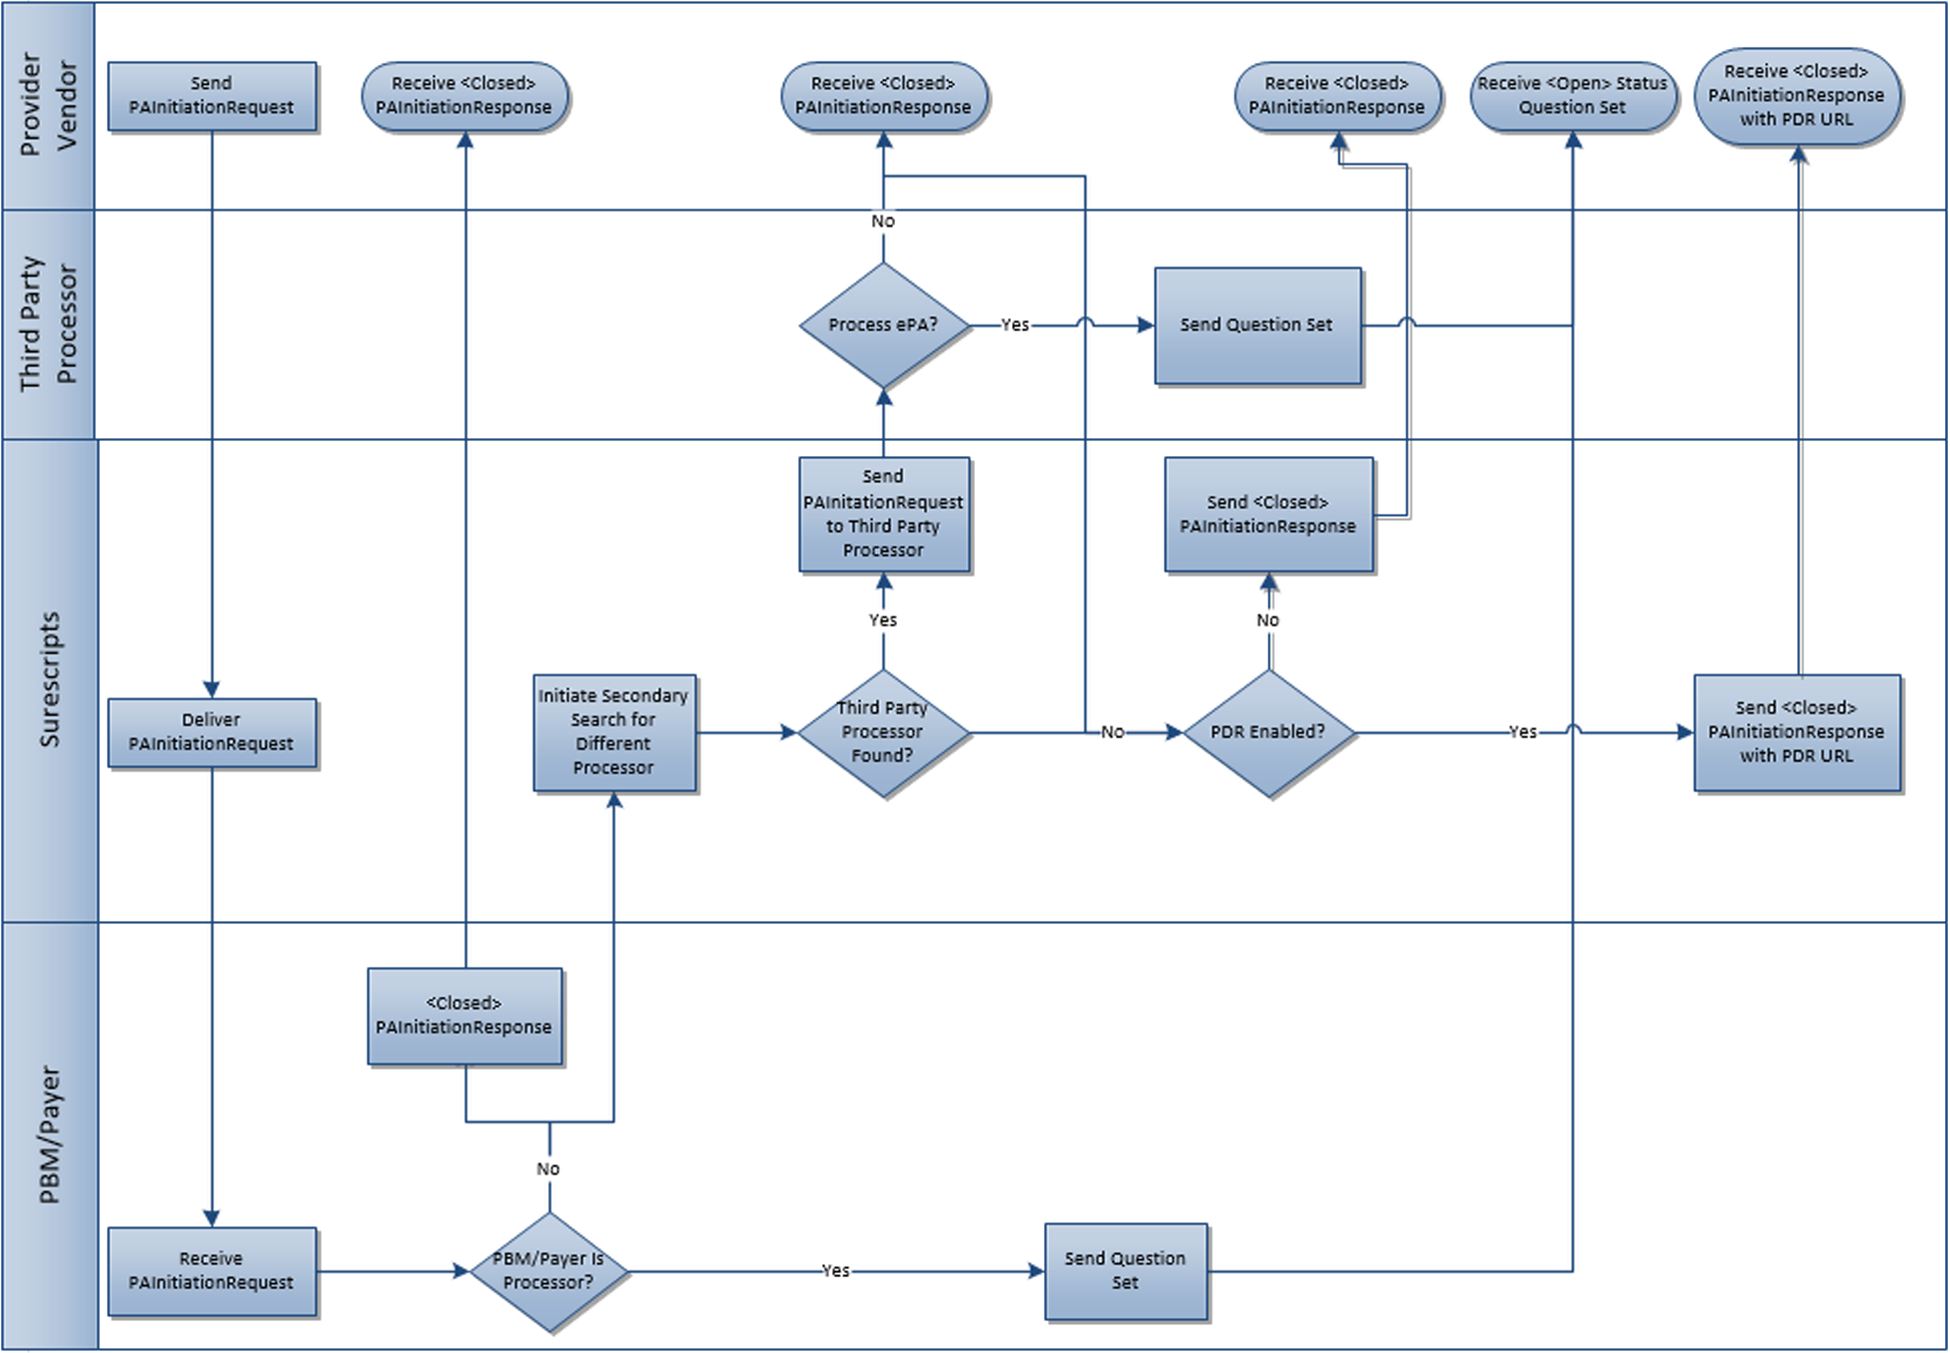 Provider
Vendor
Send
PAInitiationRequest
Receive <Closed>
PAInitiationResponse
Receive <Closed>
PAInitiationResponse
Receive <Closed>
PAInitiationResponse
Receive <Open> Status
Question Set
Receive <Closed>
PAInitiationResponse
with PDR URL
Third Party
Processor
No
Process ePA?
Yes
Send Question Set
Surescripts
Send
PAInitationRequest
to Third Party
Processor
Send <Closed>
PAInitiationResponse
Yes
No
Deliver
PAInitiationRequest
Initiate Secondary
Search for
Different
Processor
Third Party
Processor
Found?
No
PDR Enabled?
Yes
Send <Closed>
PAInitiationResponse
with PDR URL
PBM/Payer
<Closed>
PAInitiationResponse
No
Receive
PAInitiationRequest
PBM/Payer Is
Processor?
Yes
Send Question
Set